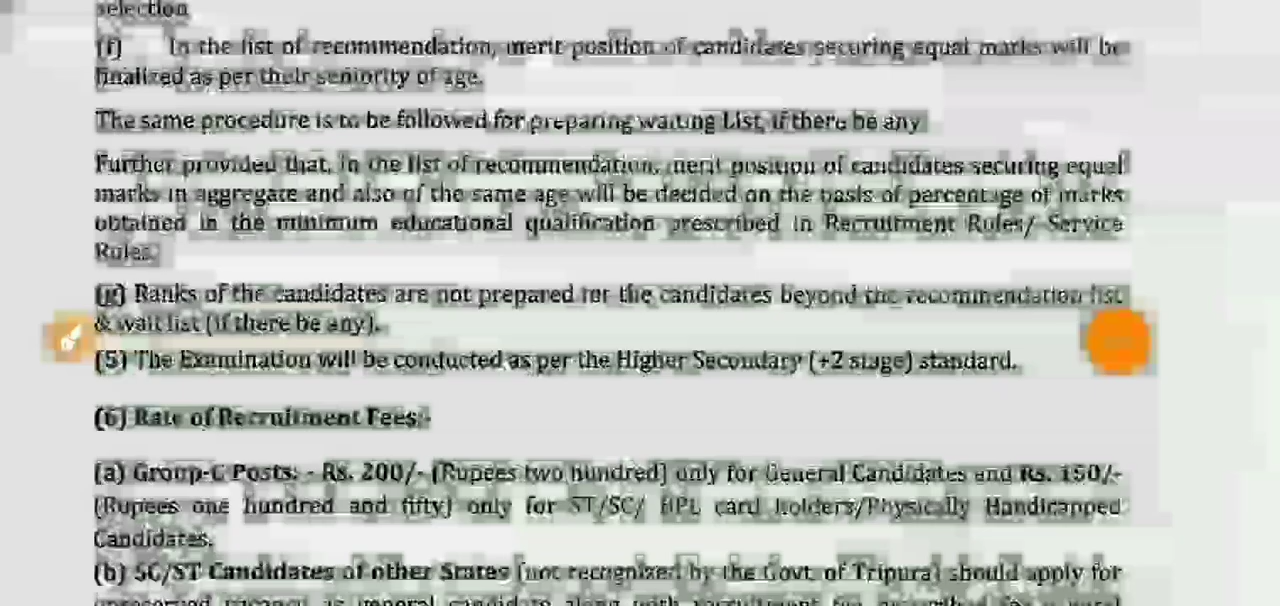 selection
(f) In the list of recommendation, merit position of candidates securing equal marks will be
finalized as per their seniority of age.
The same procedure is to be followed for preparing waiting List, if there be any
Further provided that, in the list of recommendation, merit position of candidates securing equal
marks in aggregate and also of the same age will be decided on the basis of percentage of marks
obtained in the minimum educational qualification prescribed in Recruitment Rules/ Service
Rules.
(g) Ranks of the candidates are not prepared for the candidates beyond the recommendation list
& wait list (if there be any).
(5) The Examination will be conducted as per the Higher Secondary (+2 stage) standard.
(6) Rate of Recruitment Fees:-
(a) Group-C Posts: - Rs. 200/- (Rupees two hundred) only for General Candidates and Rs. 150/-
(Rupees one hundred and fifty) only for ST/SC/ BPL card holders/Physically Handicapped
Candidates.
(b) SC/ST Candidates of other States (not recognized by the Govt. of Tripura) should apply for
general candidate along with